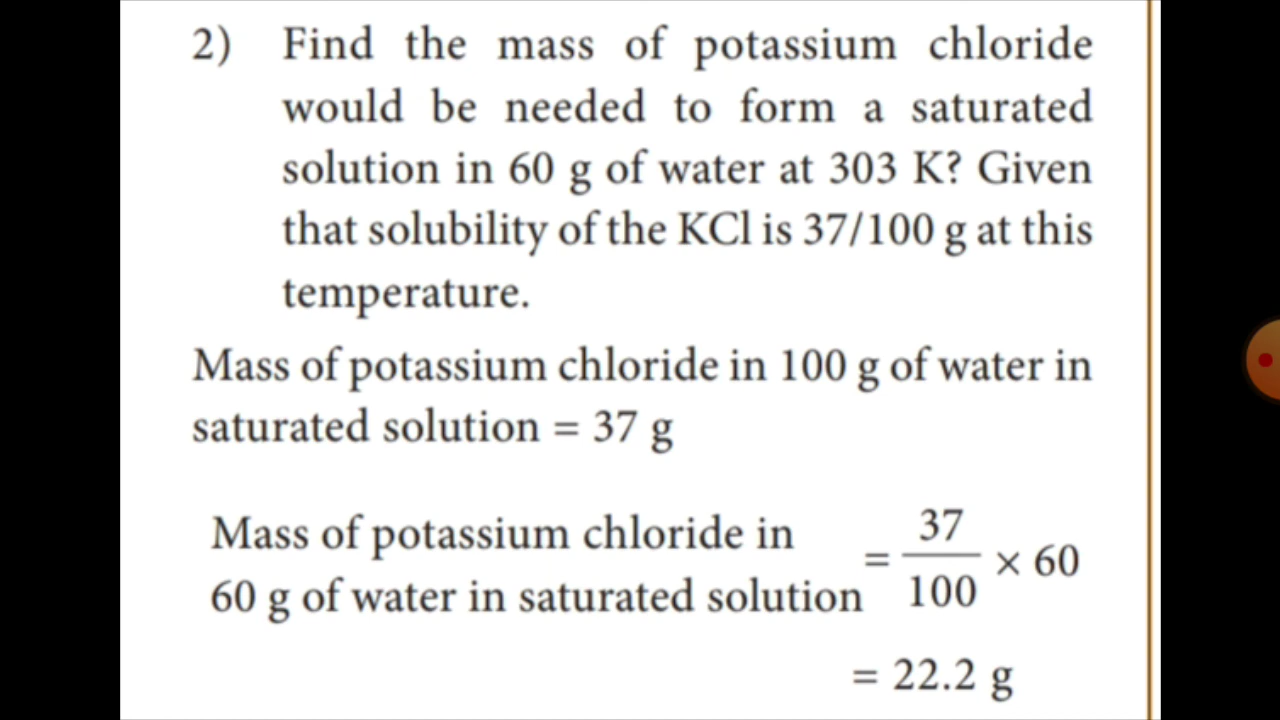 2) Find the mass of potassium chloride
would be needed to form a saturated
solution in 60 g of water at 303 K? Given
that solubility of the KCl is 37/100 g at this
temperature.
Mass of potassium chloride in 100 g of water in
saturated solution = 37 g
Mass of potassium chloride in
60 g of water in saturated solution = 37/100 × 60
= 22.2 g